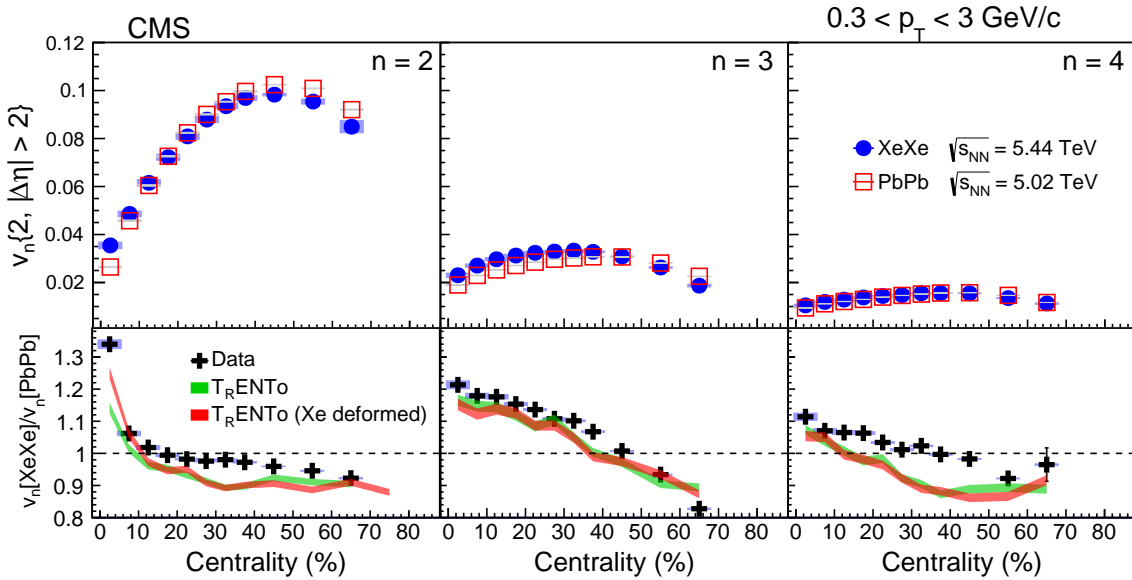 CMS
0.3 < p_T < 3 GeV/c
v_n{2, |Δη| > 2}
0.12
0.1
0.08
0.06
0.04
0.02
n = 2
n = 3
n = 4
XeXe √s_NN = 5.44 TeV
PbPb √s_NN = 5.02 TeV
v_n[XeXe]/v_n[PbPb]
1.3
1.2
1.1
1
0.9
0.8
Data
T_RENTo
T_RENTo (Xe deformed)
0 10 20 30 40 50 60 70 80
0 10 20 30 40 50 60 70 80
0 10 20 30 40 50 60 70 80
Centrality (%)
Centrality (%)
Centrality (%)